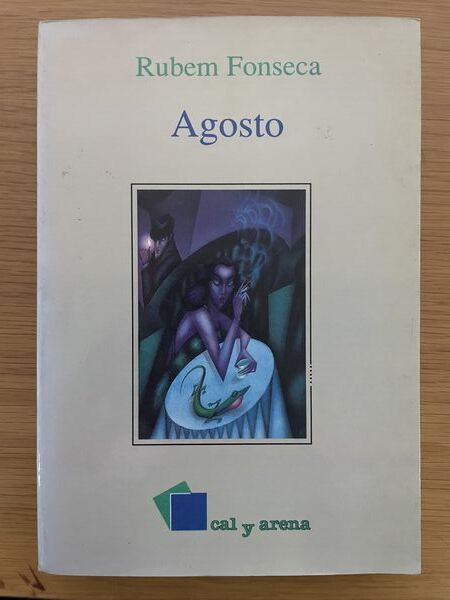 Rubem Fonseca
Agosto
cal y arena